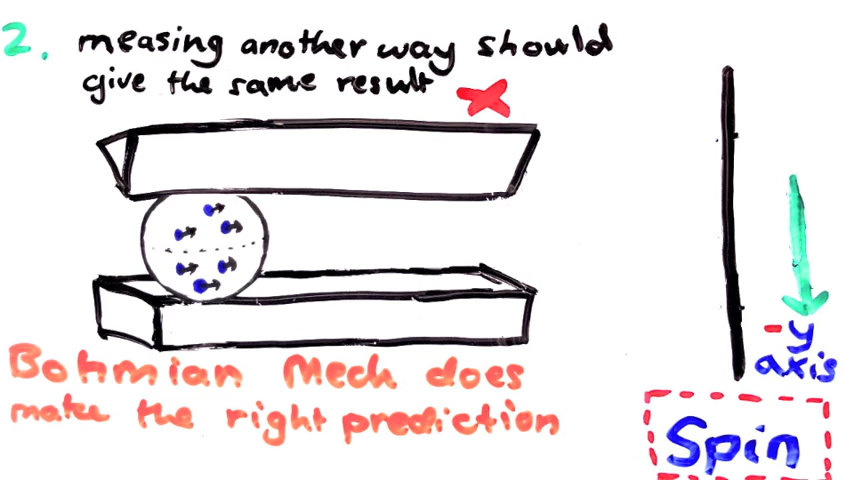 2. measing another way should
give the same result
Bohmian Mech does
make the right prediction
-y
axis
Spin